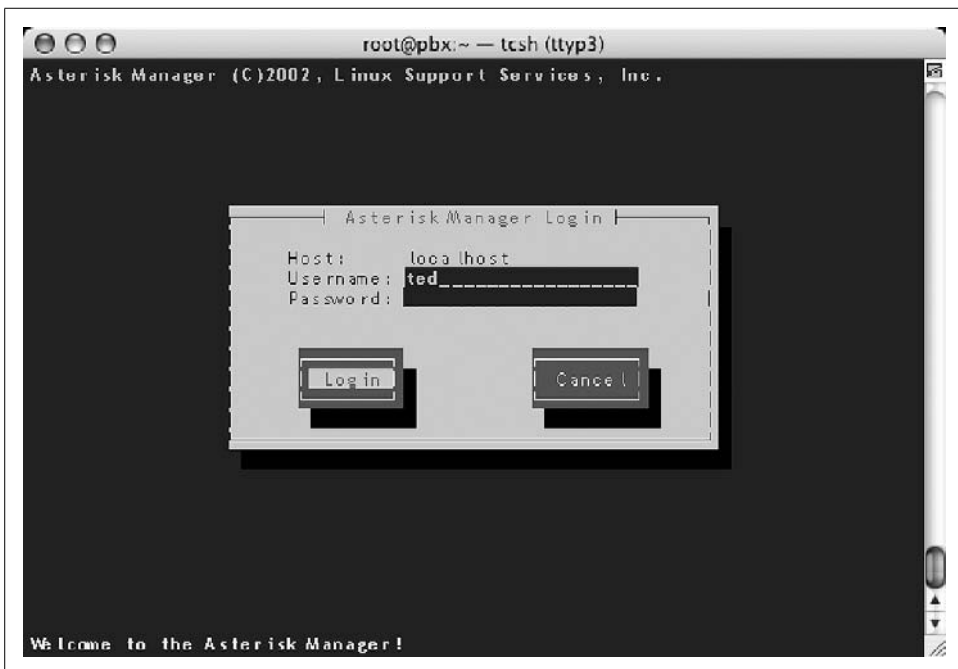 root@pbx:~ — tcsh (ttyp3)
Asterisk Manager (C)2002, Linux Support Services, Inc.
Asterisk Manager Login
Host: localhost
Username: ted_________________
Password:
Login Cancel
Welcome to the Asterisk Manager!